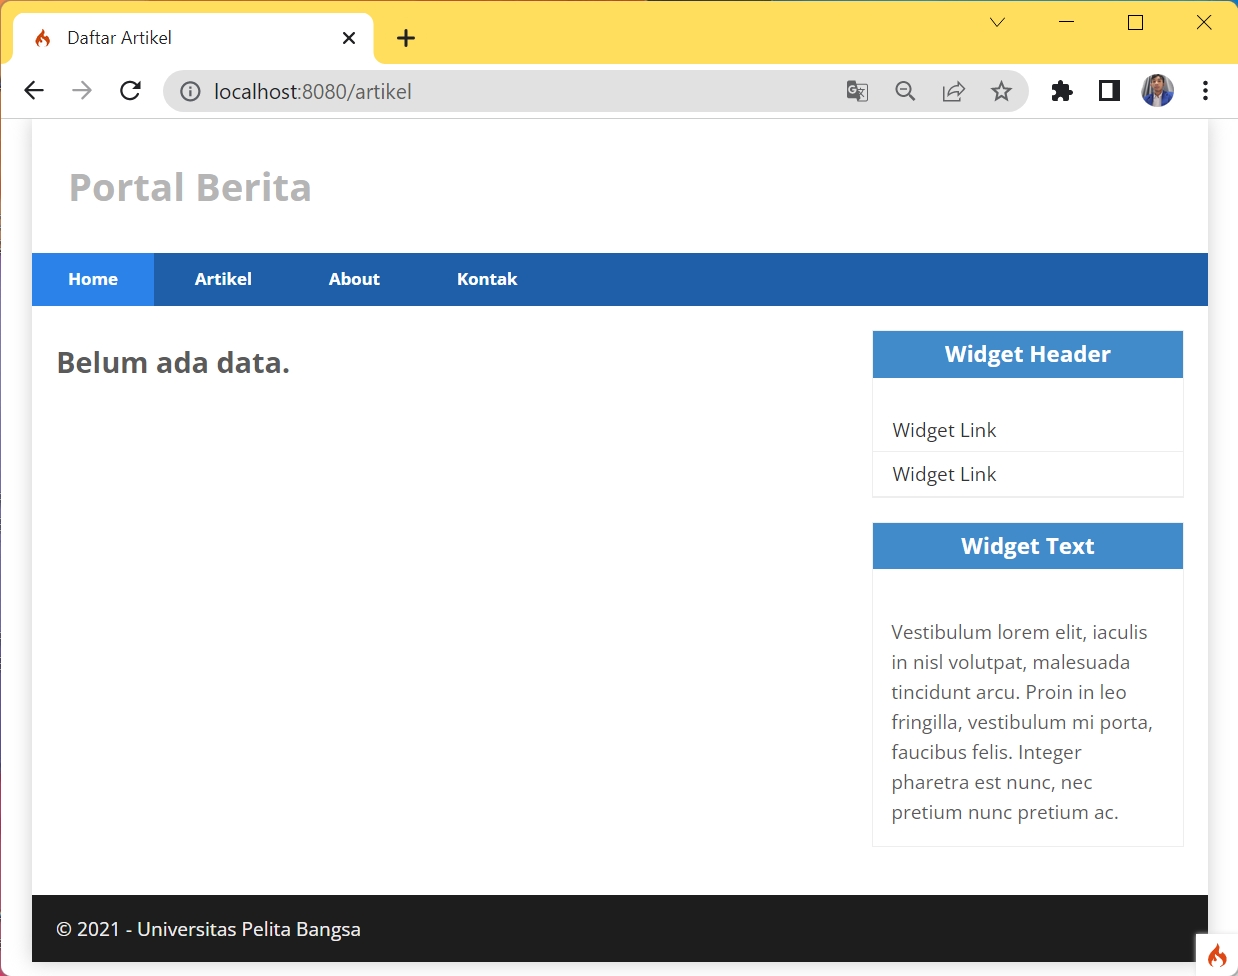 Daftar Artikel
localhost:8080/artikel
Portal Berita
Home Artikel About Kontak
Belum ada data.
Widget Header
Widget Link
Widget Link
Widget Text
Vestibulum lorem elit, iaculis
in nisl volutpat, malesuada
tincidunt arcu. Proin in leo
fringilla, vestibulum mi porta,
faucibus felis. Integer
pharetra est nunc, nec
pretium nunc pretium ac.
© 2021 - Universitas Pelita Bangsa